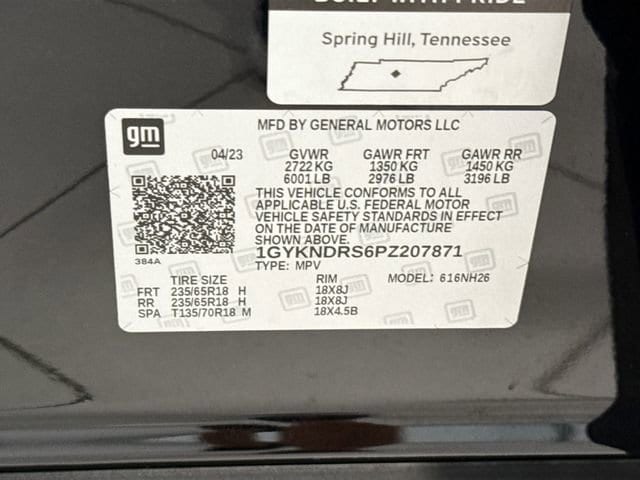 BUILT WITH PRIDE
Spring Hill, Tennessee
gm
MFD BY GENERAL MOTORS LLC
04/23 GVWR GAWR FRT GAWR RR
2722 KG 1350 KG 1450 KG
6001 LB 2976 LB 3196 LB
THIS VEHICLE CONFORMS TO ALL
APPLICABLE U.S. FEDERAL MOTOR
VEHICLE SAFETY STANDARDS IN EFFECT
ON THE DATE OF MANUFACTURE
SHOWN ABOVE.
384A
1GYKNDRS6PZ207871
TYPE: MPV
TIRE SIZE RIM MODEL: 616NH26
FRT 235/65R18 H 18X8J
RR 235/65R18 H 18X8J
SPA T135/70R18 M 18X4.5B